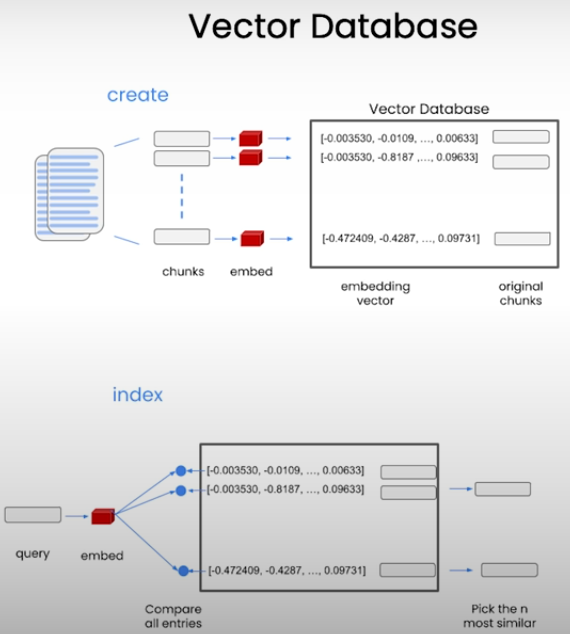 Vector Database
create
Vector Database
[-0.003530, -0.0109, ..., 0.00633]
[-0.003530, -0.8187 ,..., 0.09633]
[-0.472409, -0.4287, ..., 0.09731]
chunks
embed
embedding
vector
original
chunks
index
[-0.003530, -0.0109, ..., 0.00633]
[-0.003530, -0.8187, ..., 0.09633]
query
embed
[-0.472409, -0.4287, ..., 0.09731]
Compare
all entries
Pick the n
most similar